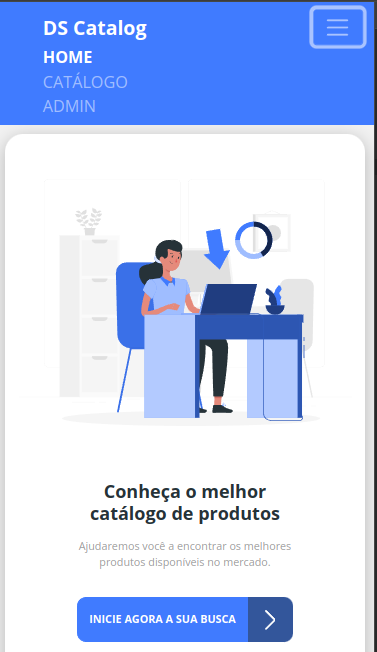 DS Catalog
HOME
CATÁLOGO
ADMIN
Conheça o melhor
catálogo de produtos
Ajudaremos você a encontrar os melhores
produtos disponíveis no mercado.
INICIE AGORA A SUA BUSCA